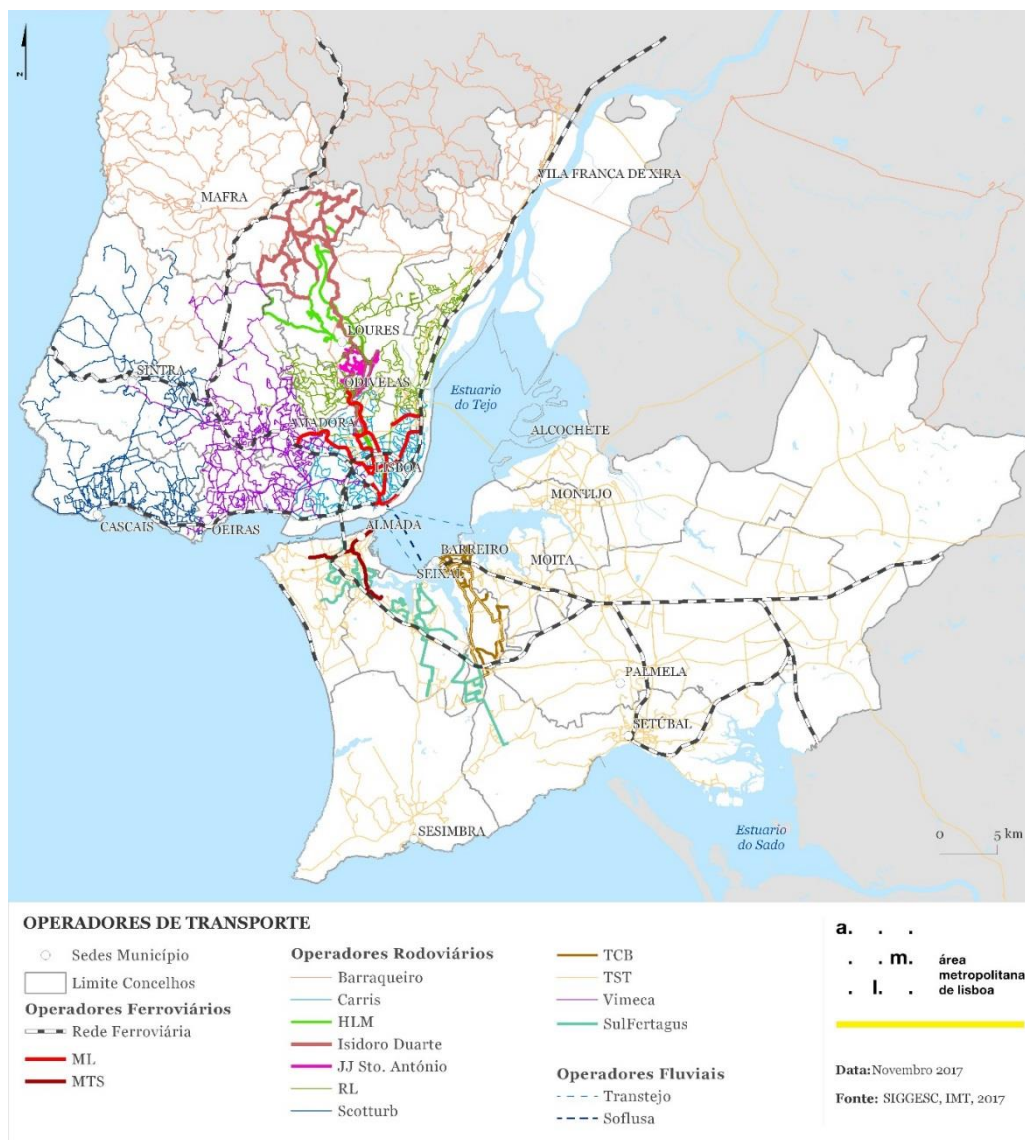 z
VILA FRANCA DE XIRA
MAFRA
LOURES
SINTRA
ODIVELAS
Estuario
do Tejo
AMADORA
ALCOCHETE
LISBOA
MONTIJO
CASCAIS
OEIRAS
ALMADA
BARREIRO
MOITA
SEIXAL
PALMELA
SETÚBAL
SESIMBRA
Estuario
do Sado
0 5 km
OPERADORES DE TRANSPORTE
Sedes Município
Limite Concelhos
Operadores Ferroviários
Rede Ferroviária
ML
MTS
Operadores Rodoviários
Barraqueiro
Carris
HLM
Isidoro Duarte
JJ Sto. António
RL
Scotturb
TCB
TST
Vimeca
SulFertagus
Operadores Fluviais
Transtejo
Soflusa
a. . .
. . m. área
metropolitana
. l. . de lisboa
Data:Novembro 2017
Fonte: SIGGESC, IMT, 2017